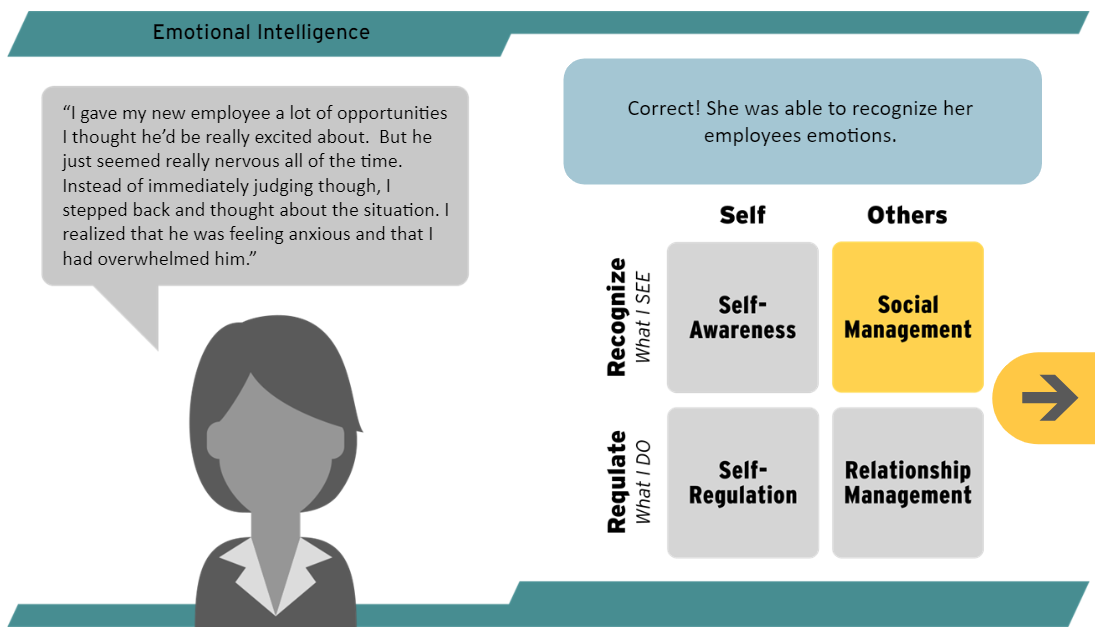 Emotional Intelligence
“I gave my new employee a lot of opportunities
I thought he’d be really excited about.  But he
just seemed really nervous all of the time.
Instead of immediately judging though, I
stepped back and thought about the situation. I
realized that he was feeling anxious and that I
had overwhelmed him.”
Correct! She was able to recognize her
employees emotions.
Self
Others
Recognize
What I SEE
Self-
Awareness
Social
Management
Regulate
What I DO
Self-
Regulation
Relationship
Management